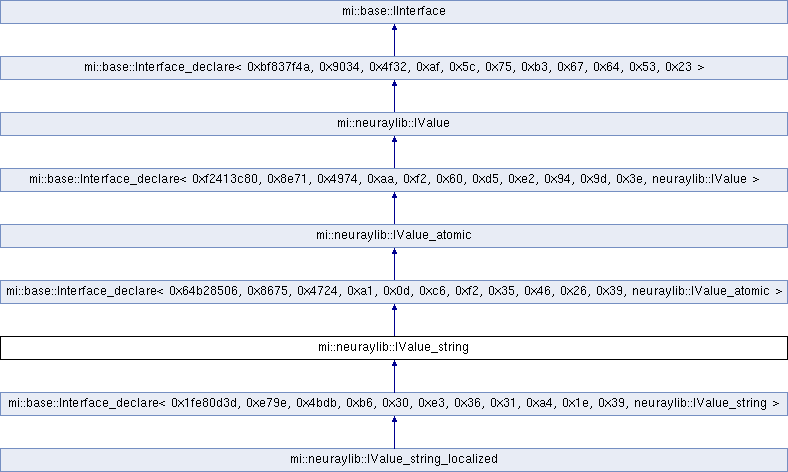 mi::base::IInterface
mi::base::Interface_declare< 0xbf837f4a, 0x9034, 0x4f32, 0xaf, 0x5c, 0x75, 0xb3, 0x67, 0x64, 0x53, 0x23 >
mi::neuraylib::IValue
mi::base::Interface_declare< 0xf2413c80, 0x8e71, 0x4974, 0xaa, 0xf2, 0x60, 0xd5, 0xe2, 0x94, 0x9d, 0x3e, neuraylib::IValue >
mi::neuraylib::IValue_atomic
mi::base::Interface_declare< 0x64b28506, 0x8675, 0x4724, 0xa1, 0x0d, 0xc6, 0xf2, 0x35, 0x46, 0x26, 0x39, neuraylib::IValue_atomic >
mi::neuraylib::IValue_string
mi::base::Interface_declare< 0x1fe80d3d, 0xe79e, 0x4bdb, 0xb6, 0x30, 0xe3, 0x36, 0x31, 0xa4, 0x1e, 0x39, neuraylib::IValue_string >
mi::neuraylib::IValue_string_localized